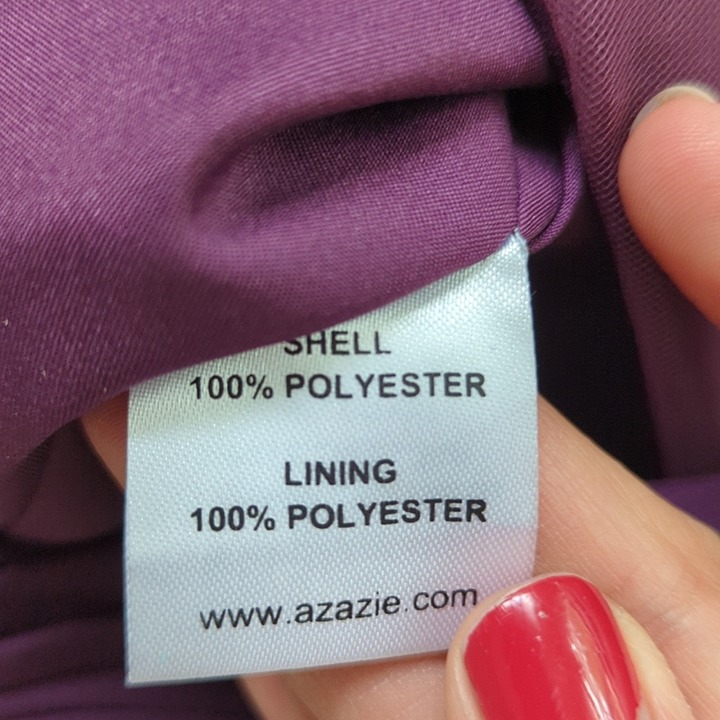 SHELL
100% POLYESTER
LINING
100% POLYESTER
www.azazie.com